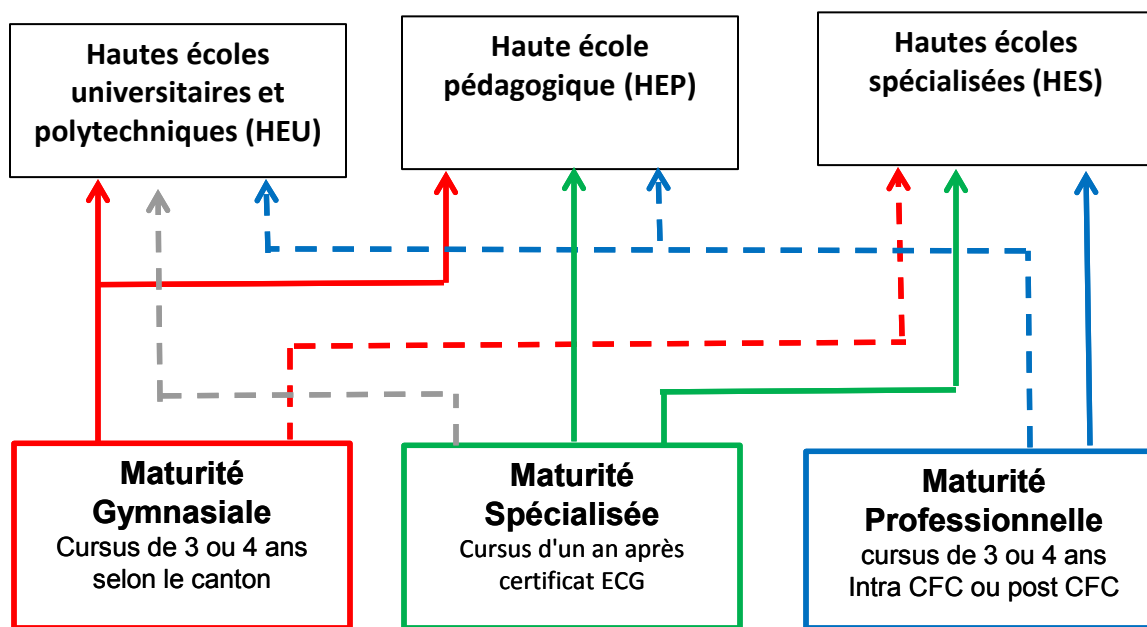 Hautes écoles
universitaires et
polytechniques (HEU)
Haute école
pédagogique (HEP)
Hautes écoles
spécialisées (HES)
Maturité
Gymnasiale
Cursus de 3 ou 4 ans
selon le canton
Maturité
Spécialisée
Cursus d'un an après
certificat ECG
Maturité
Professionnelle
cursus de 3 ou 4 ans
Intra CFC ou post CFC